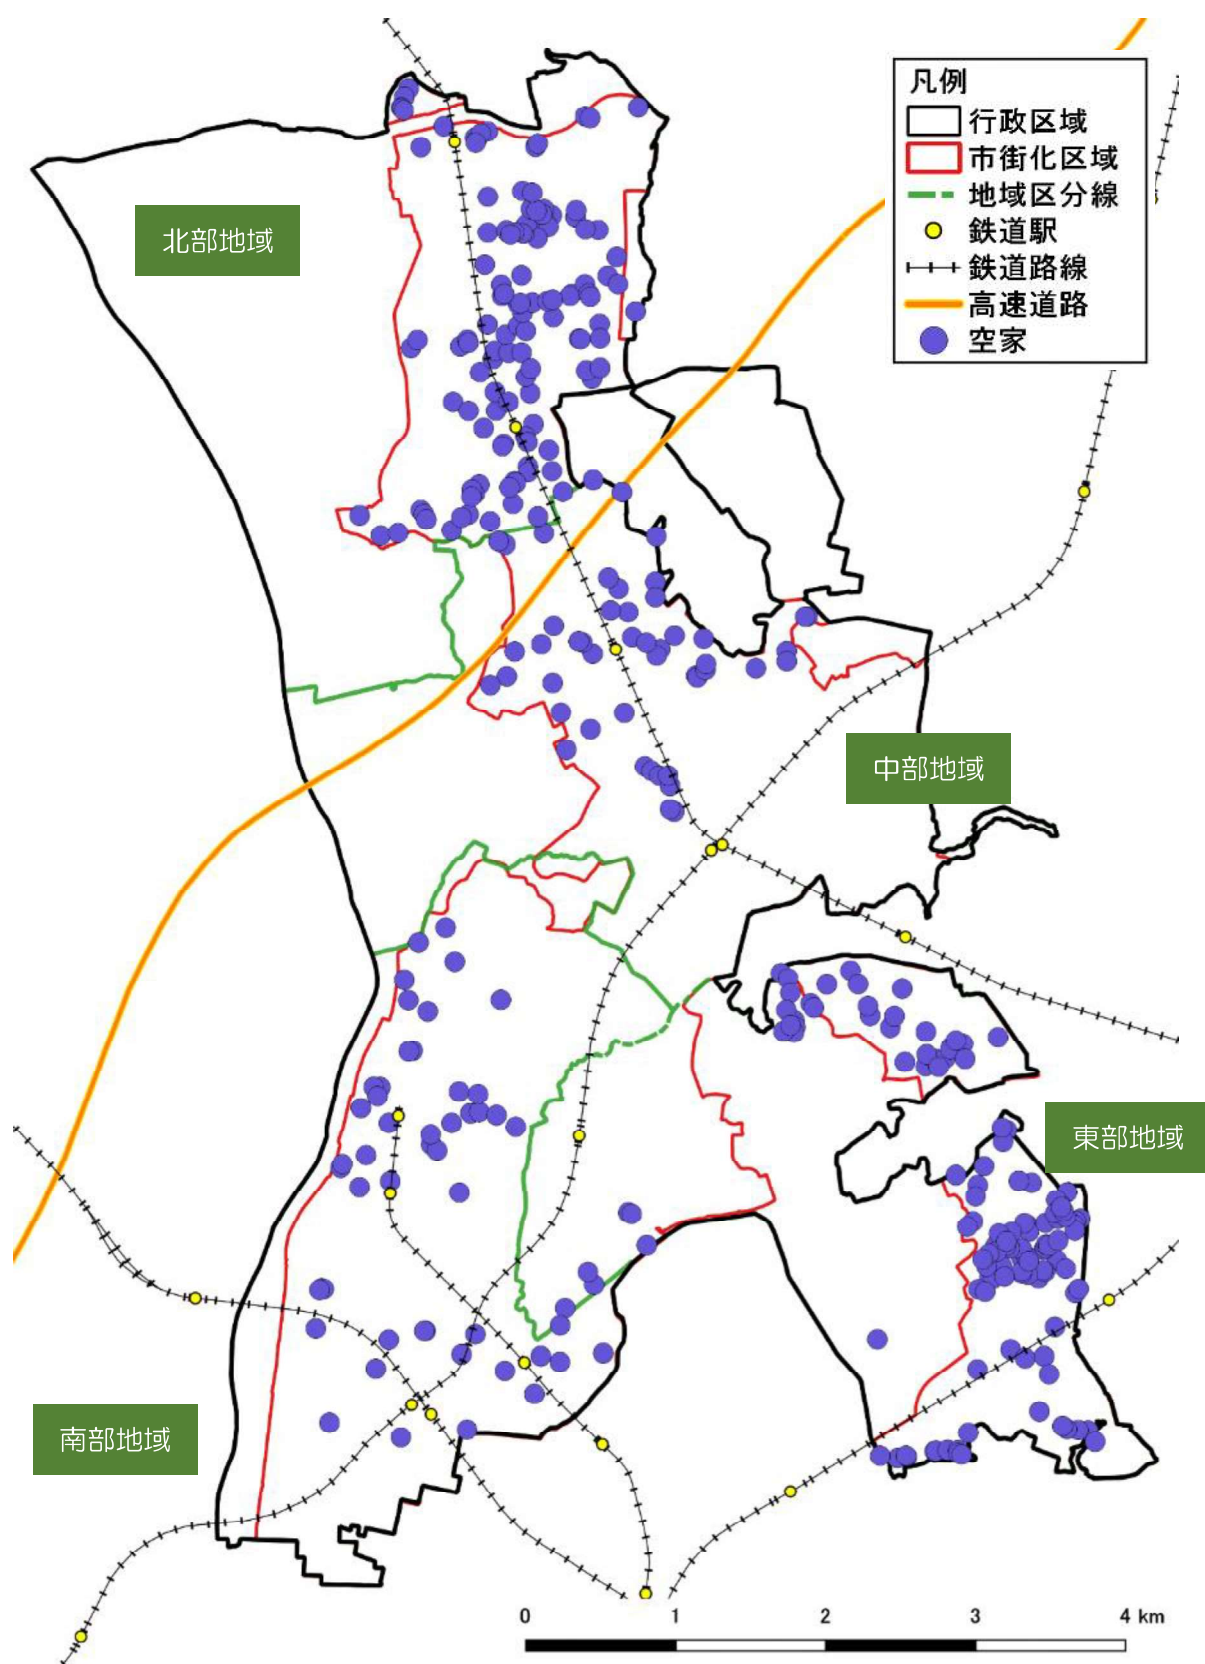 凡例
行政区域
市街化区域
地域区分線
鉄道駅
鉄道路線
高速道路
空家
北部地域
中部地域
東部地域
南部地域
0 1 2 3 4 km